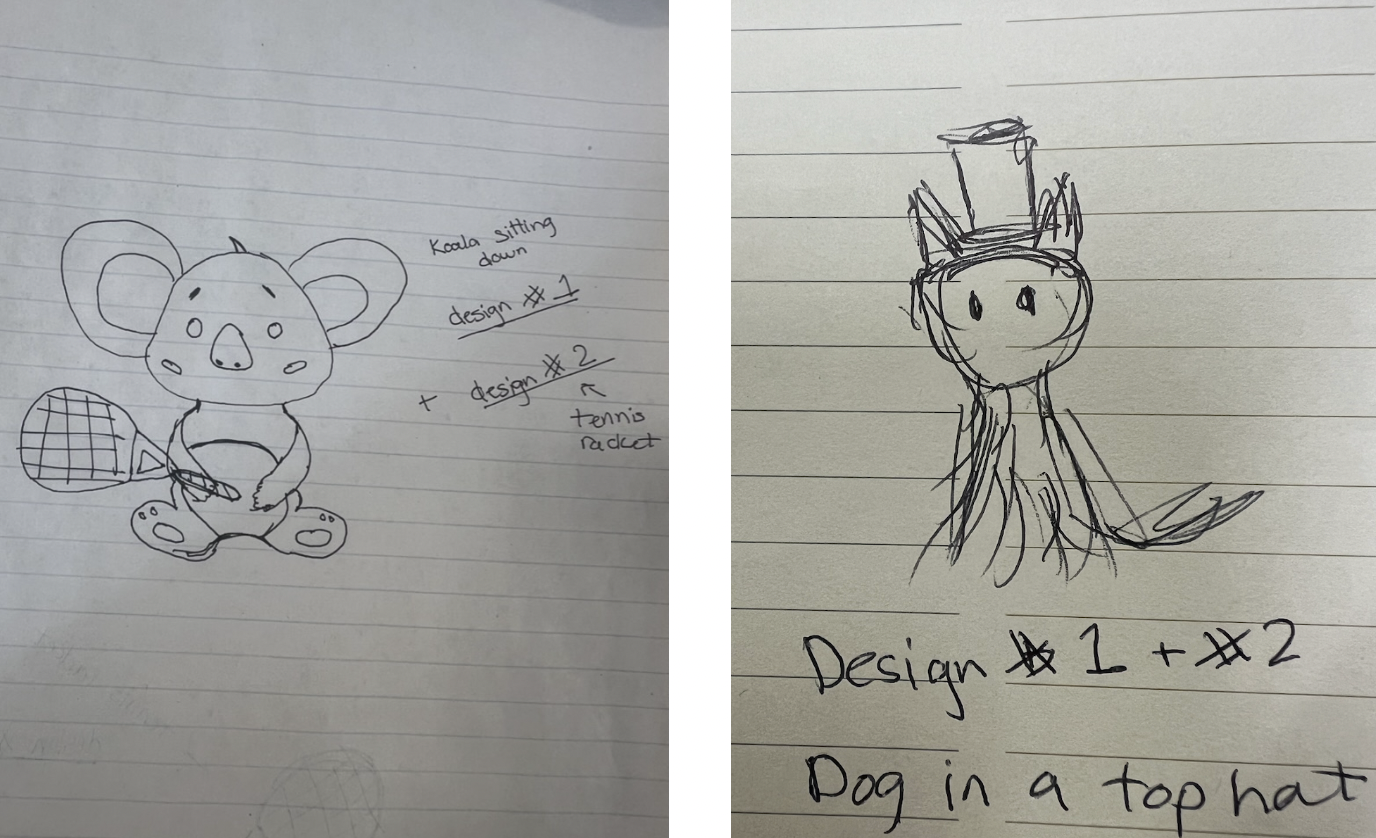 Koala sitting
down
design # 1
+ design # 2
tennis
racket
Design # 1 + # 2
Dog in a top hat